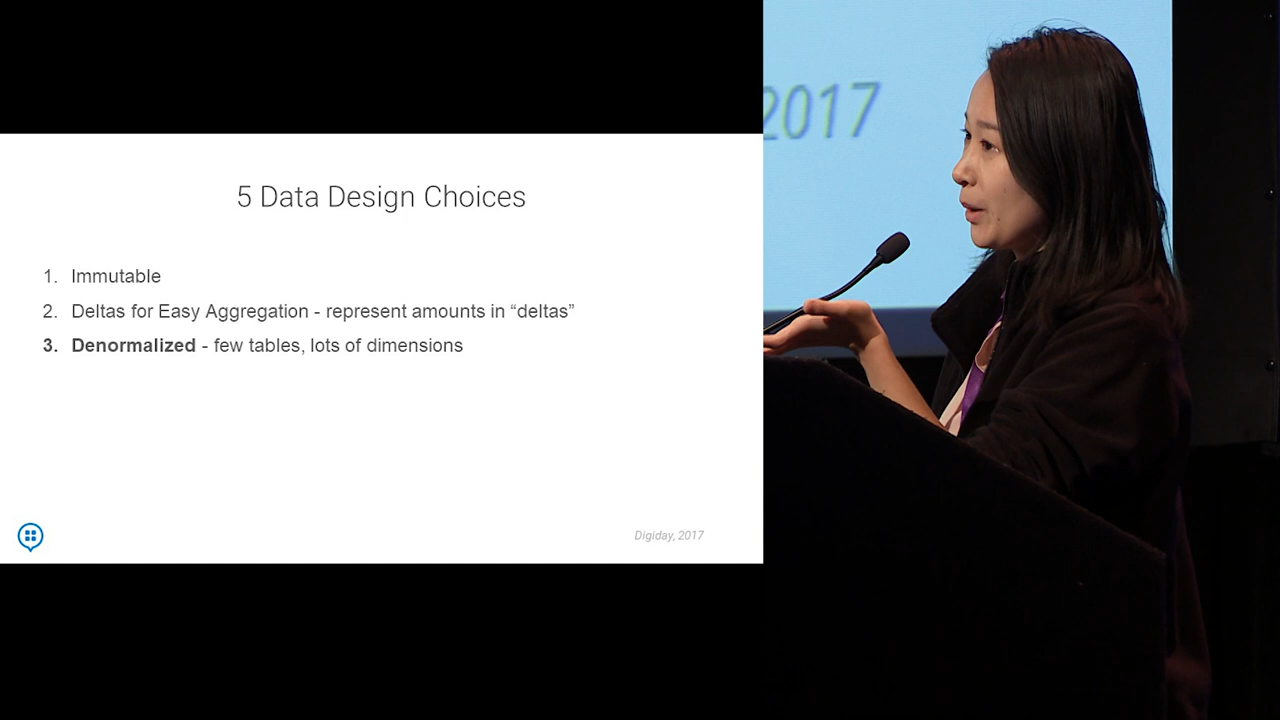 5 Data Design Choices
1. Immutable
2. Deltas for Easy Aggregation - represent amounts in “deltas”
3. Denormalized - few tables, lots of dimensions
Digiday, 2017
2017